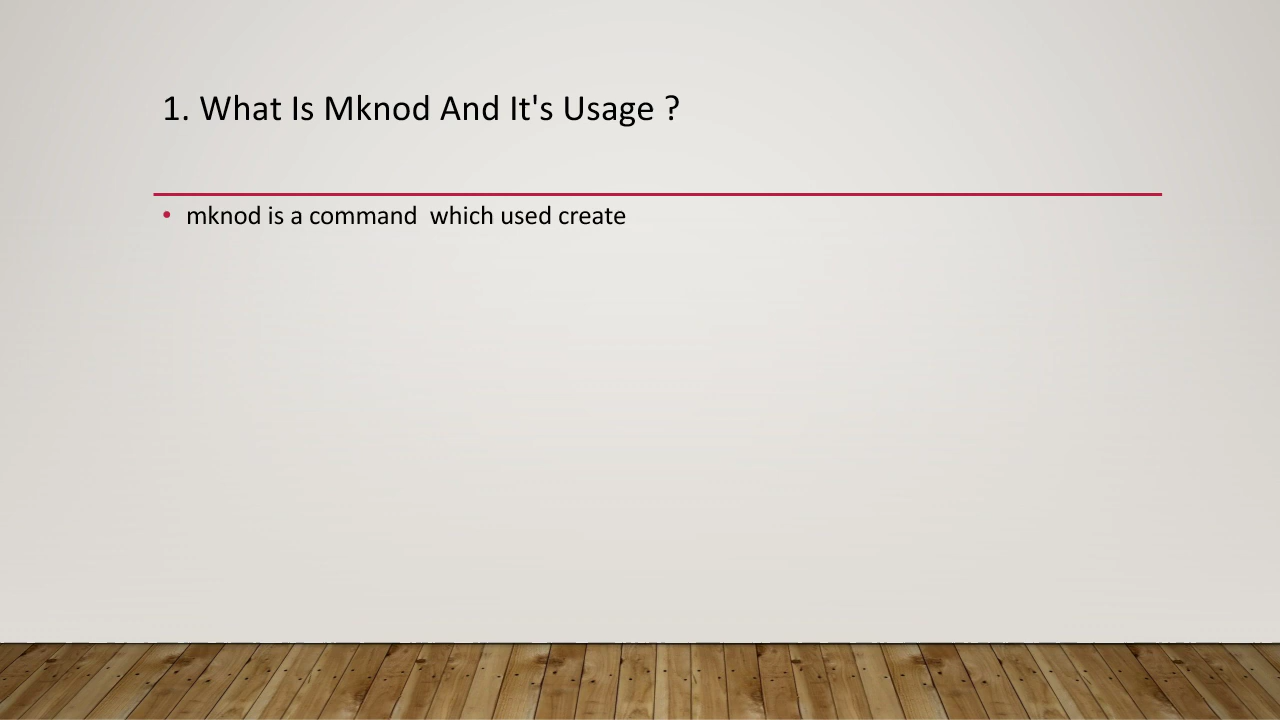 1. What Is Mknod And It's Usage ?
• mknod is a command  which used create